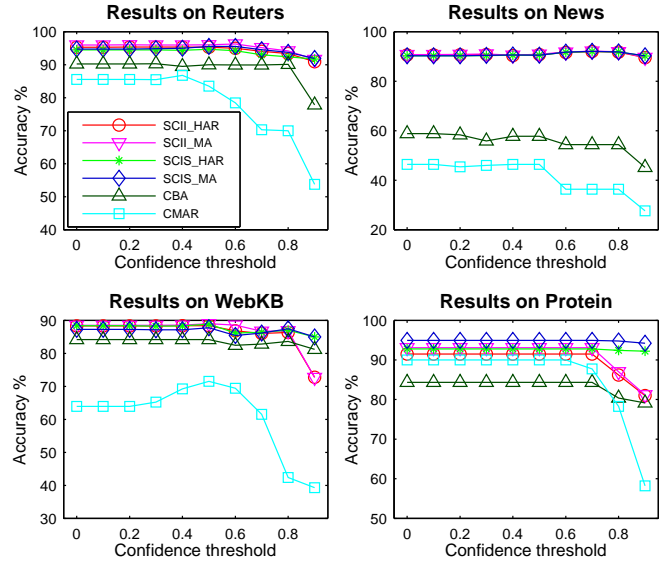 Results on Reuters
100
90
80
70
60
50
40
Accuracy %
SCII_HAR
SCII_MA
SCIS_HAR
SCIS_MA
CBA
CMAR
0 0.2 0.4 0.6 0.8
Confidence threshold
Results on News
100
80
60
40
20
Accuracy %
0 0.2 0.4 0.6 0.8
Confidence threshold
Results on WebKB
90
80
70
60
50
40
30
Accuracy %
0 0.2 0.4 0.6 0.8
Confidence threshold
Results on Protein
100
90
80
70
60
50
Accuracy %
0 0.2 0.4 0.6 0.8
Confidence threshold